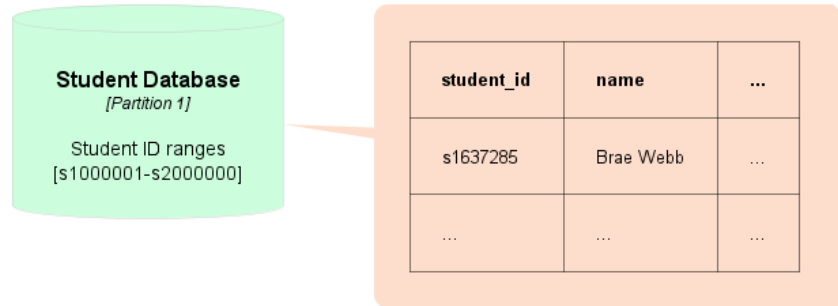 Student Database
[Partition 1]
Student ID ranges
[s1000001-s2000000]
student_id name ...
s1637285 Brae Webb ...
... ... ...